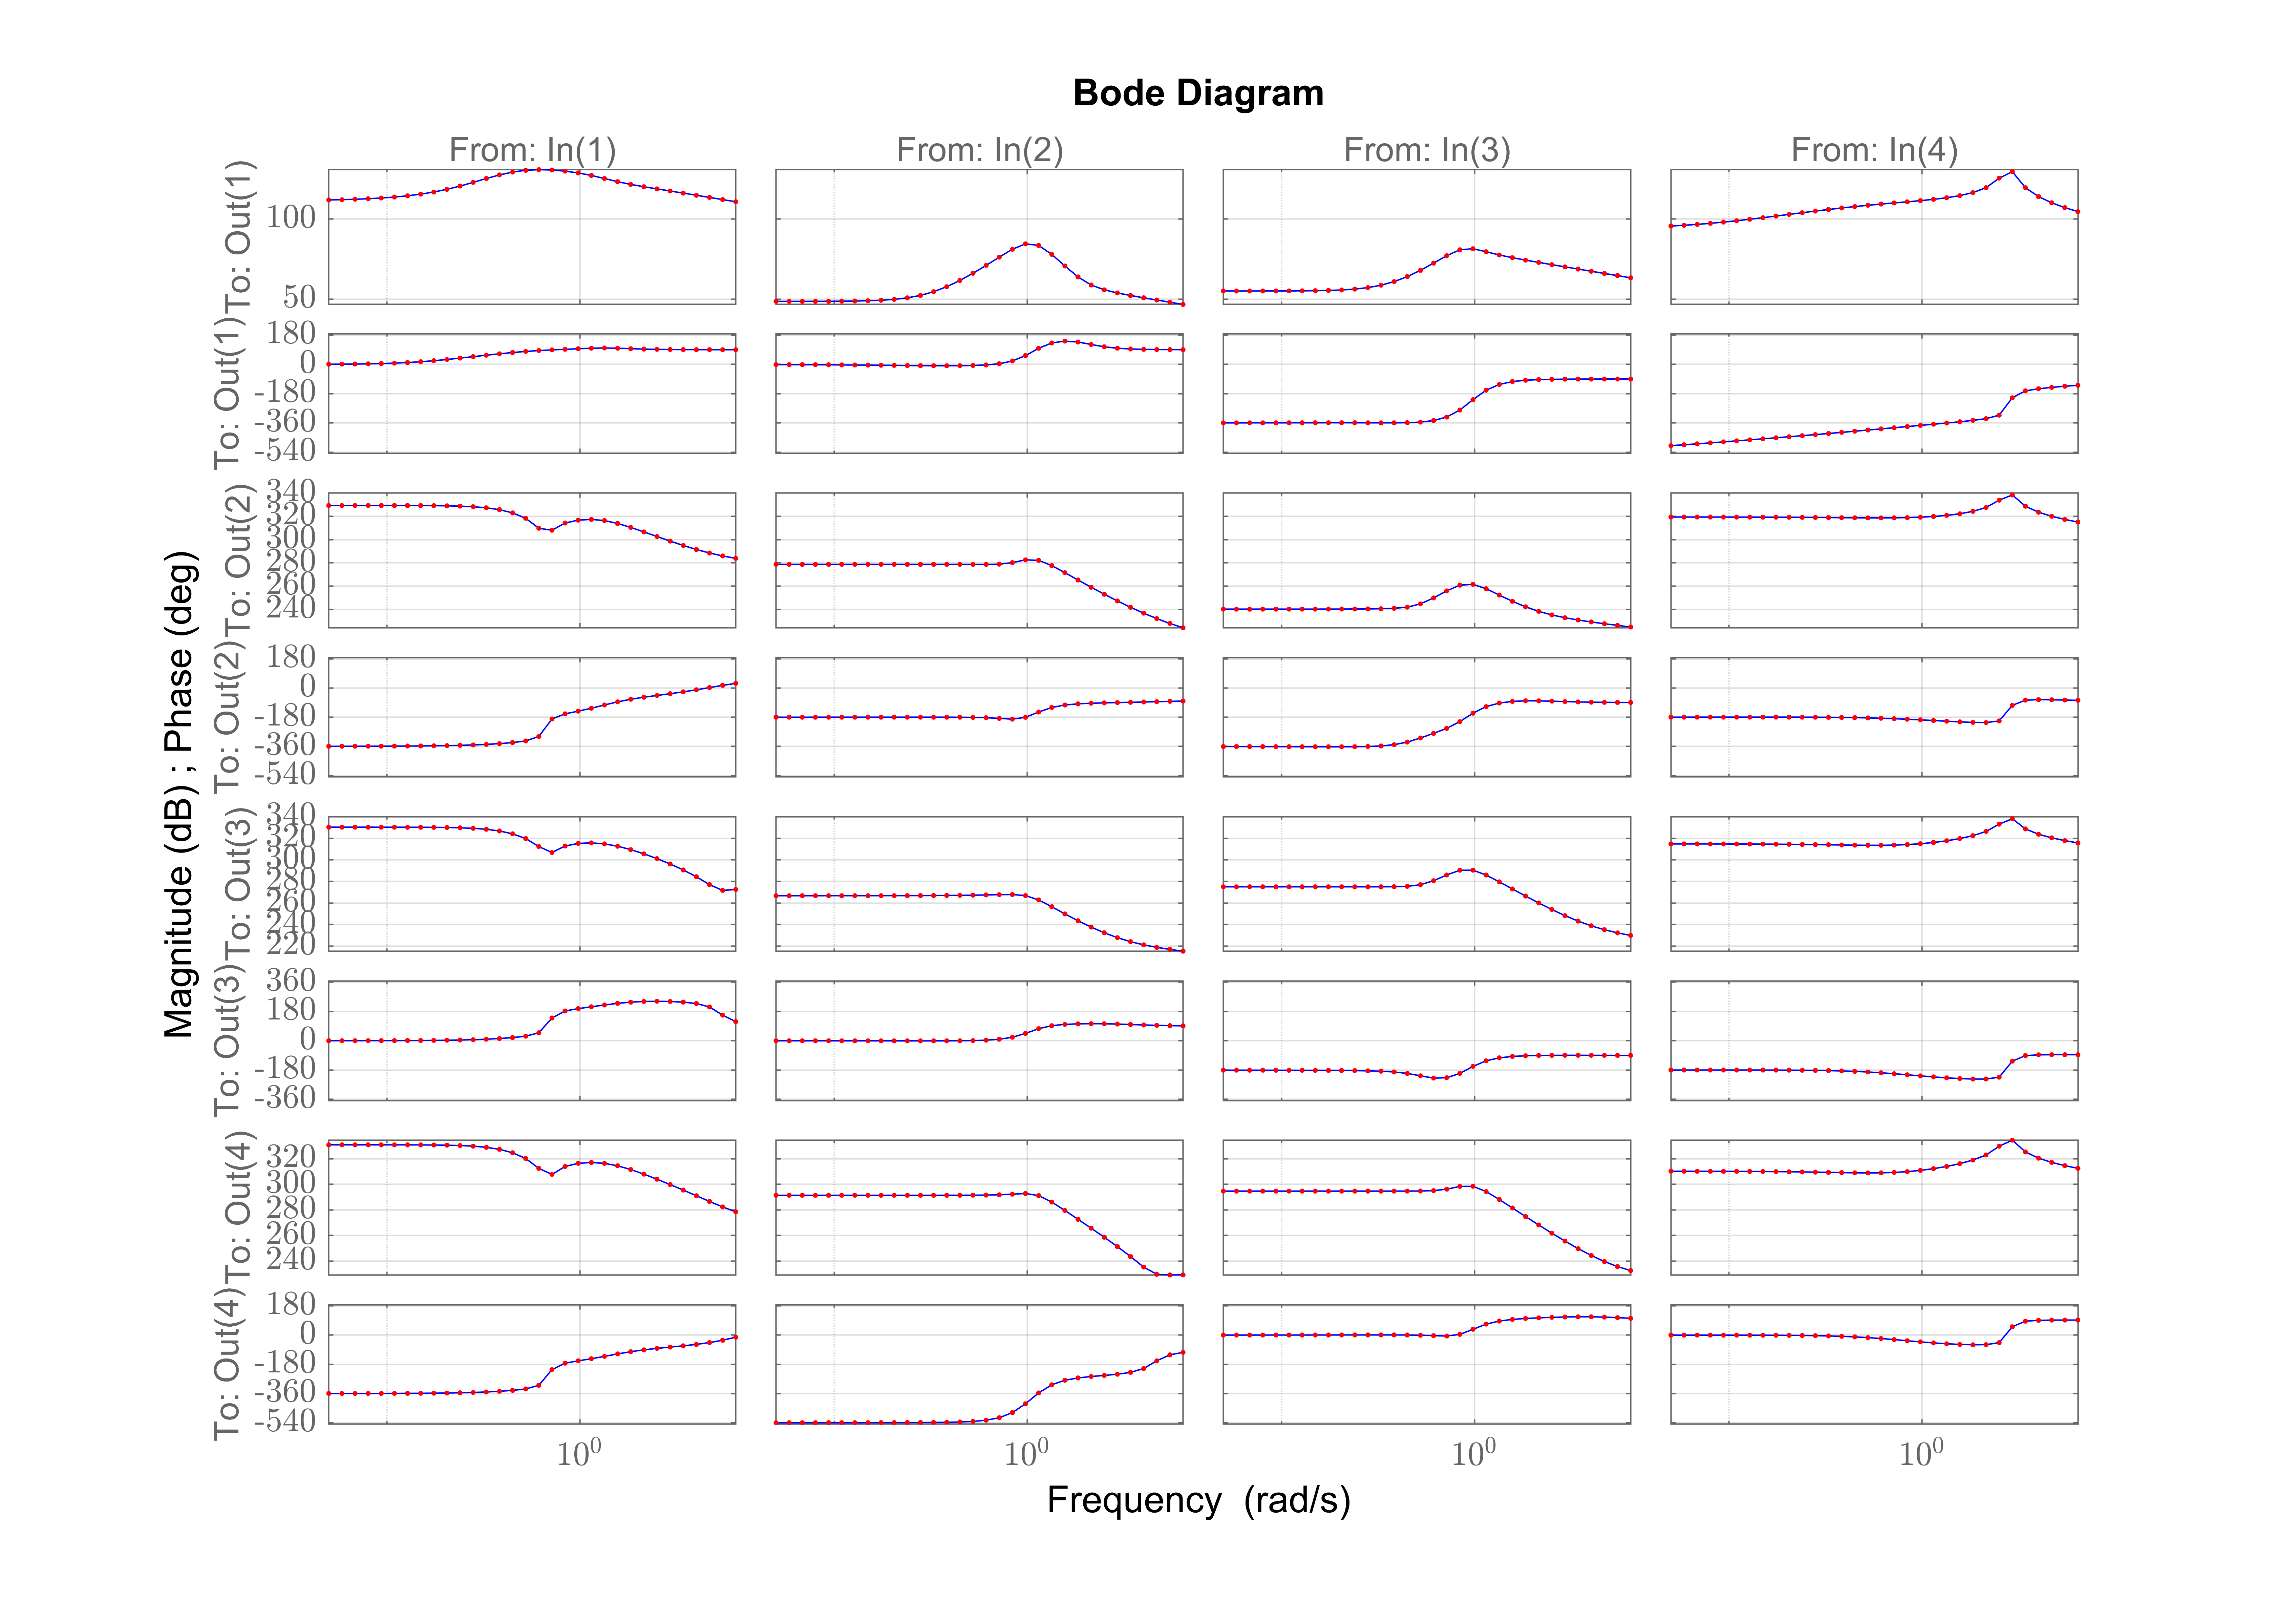 Bode Diagram
From: In(1)
From: In(2)
From: In(3)
From: In(4)
Magnitude (dB) ; Phase (deg)
To: Out(1)
100
50
To: Out(1)
180
0
-180
-360
-540
To: Out(2)
340
320
300
280
260
240
To: Out(2)
180
0
-180
-360
-540
To: Out(3)
340
320
300
280
260
240
220
To: Out(3)
360
180
0
-180
-360
To: Out(4)
320
300
280
260
240
To: Out(4)
180
0
-180
-360
-540
10⁰
10⁰
10⁰
10⁰
Frequency (rad/s)